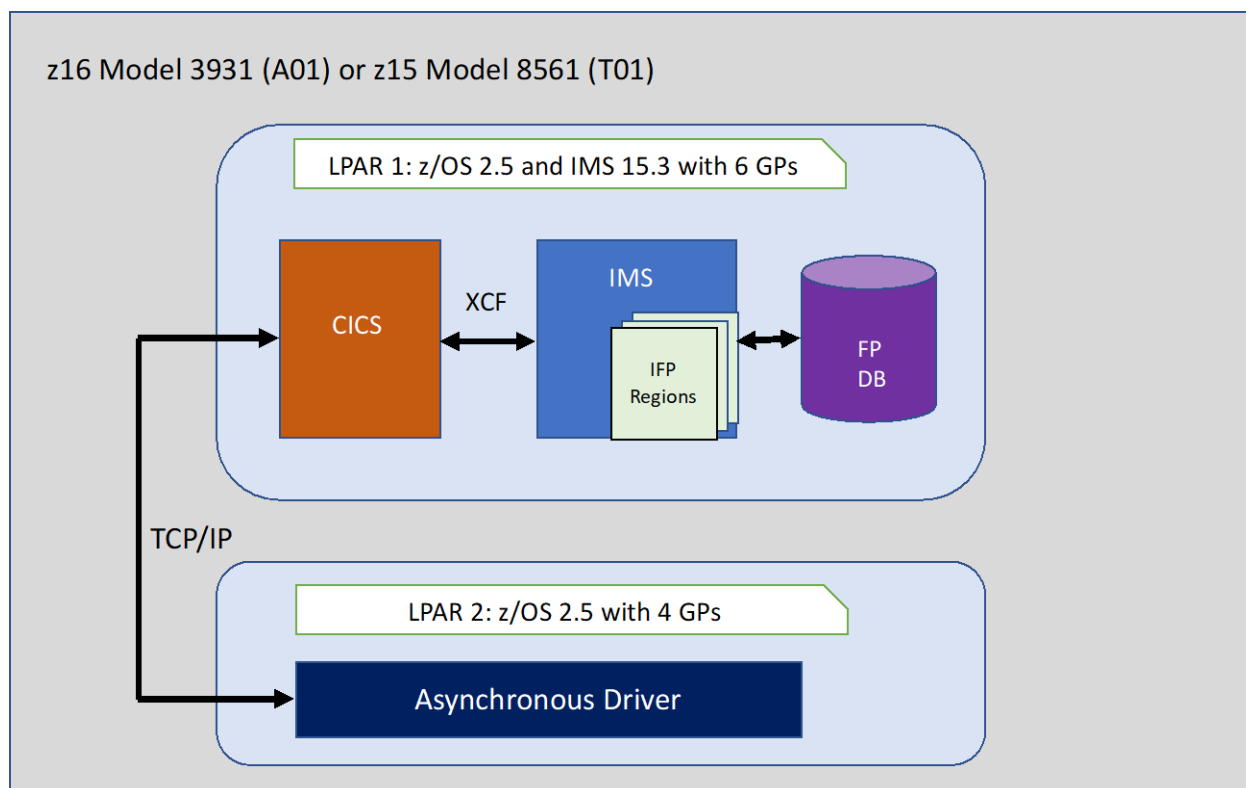 z16 Model 3931 (A01) or z15 Model 8561 (T01)
LPAR 1: z/OS 2.5 and IMS 15.3 with 6 GPs
CICS
XCF
IMS
IFP
Regions
FP
DB
TCP/IP
LPAR 2: z/OS 2.5 with 4 GPs
Asynchronous Driver